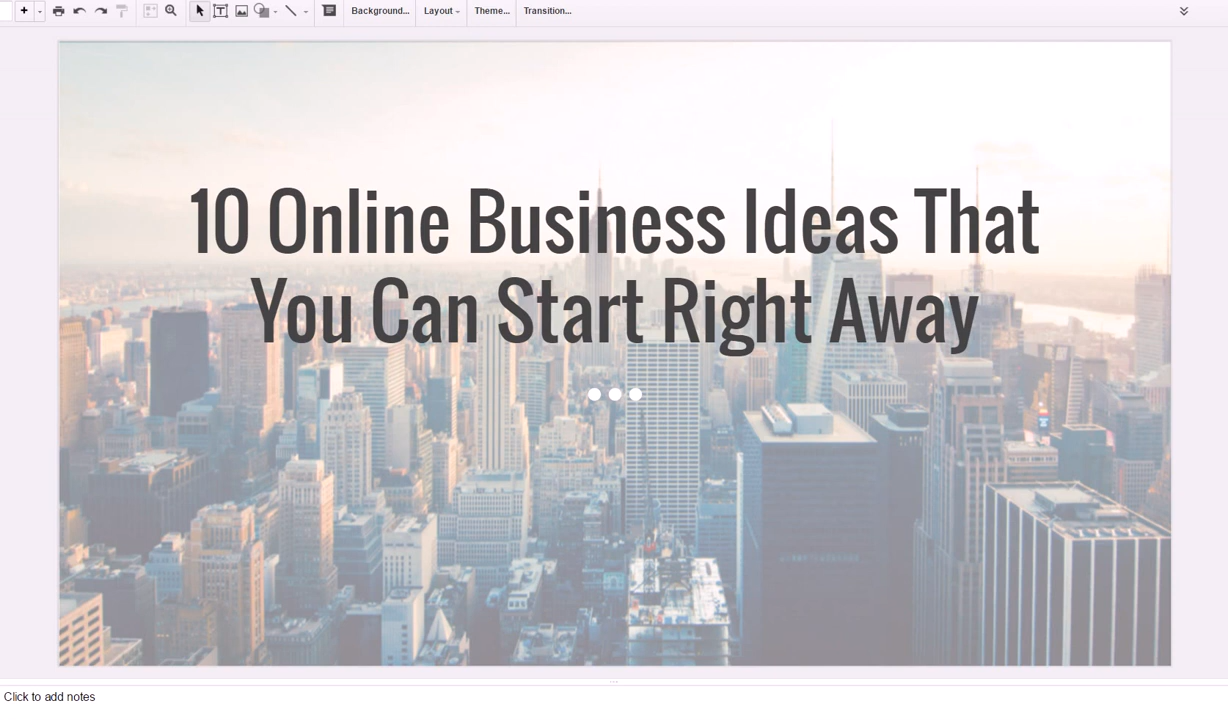 Background... Layout Theme... Transition...
10 Online Business Ideas That
You Can Start Right Away
Click to add notes